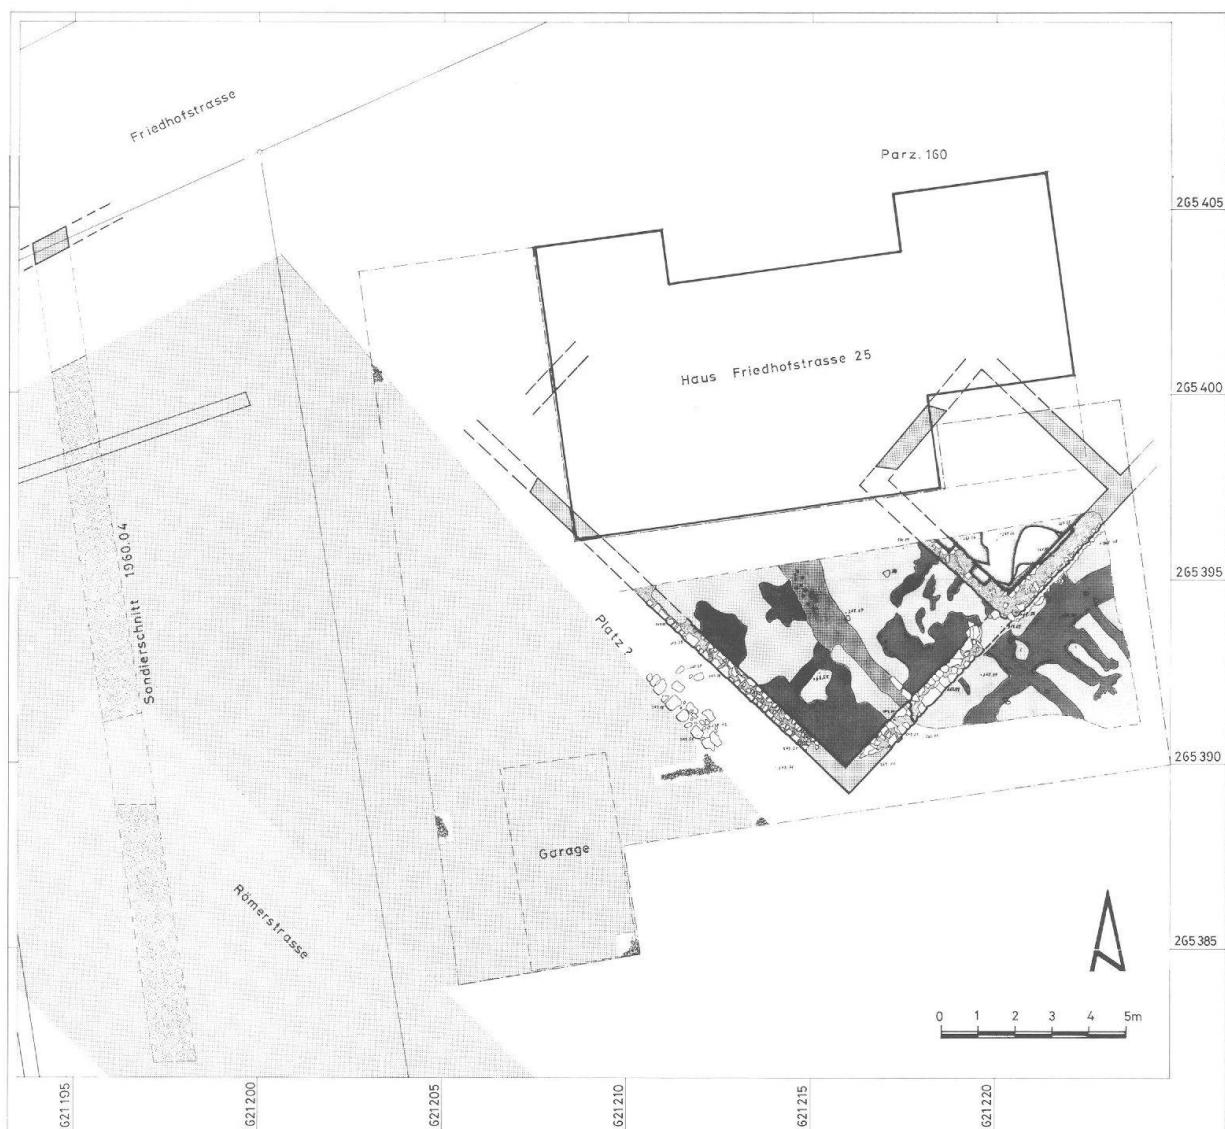 Friedhofstrasse
Parz. 160
265 405
Haus Friedhofstrasse 25
265 400
Sondierschnitt 1960.04
265 395
Platz ?
265 390
Garage
Römerstrasse
265 385
0 1 2 3 4 5m
621 195
621 200
621 205
621 210
621 215
621 220